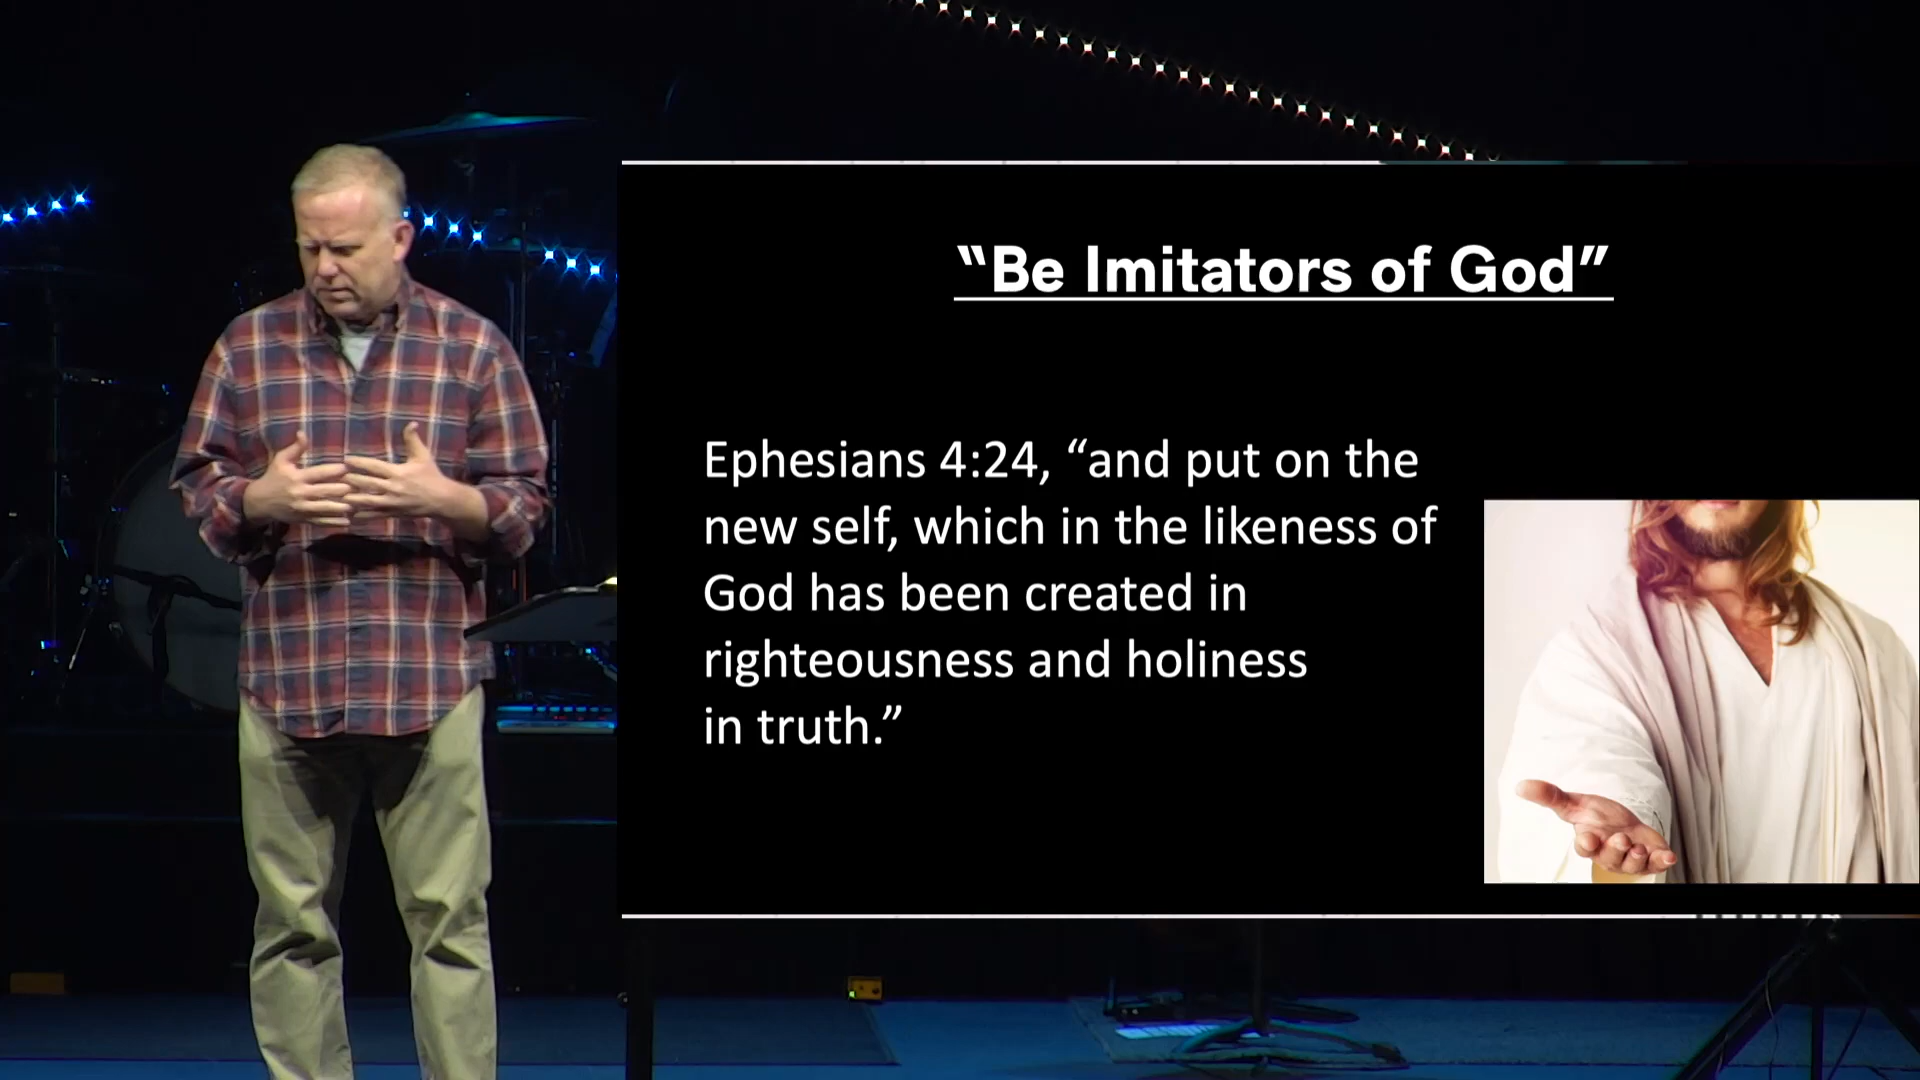 “Be Imitators of God”
Ephesians 4:24, “and put on the
new self, which in the likeness of
God has been created in
righteousness and holiness
in truth.”